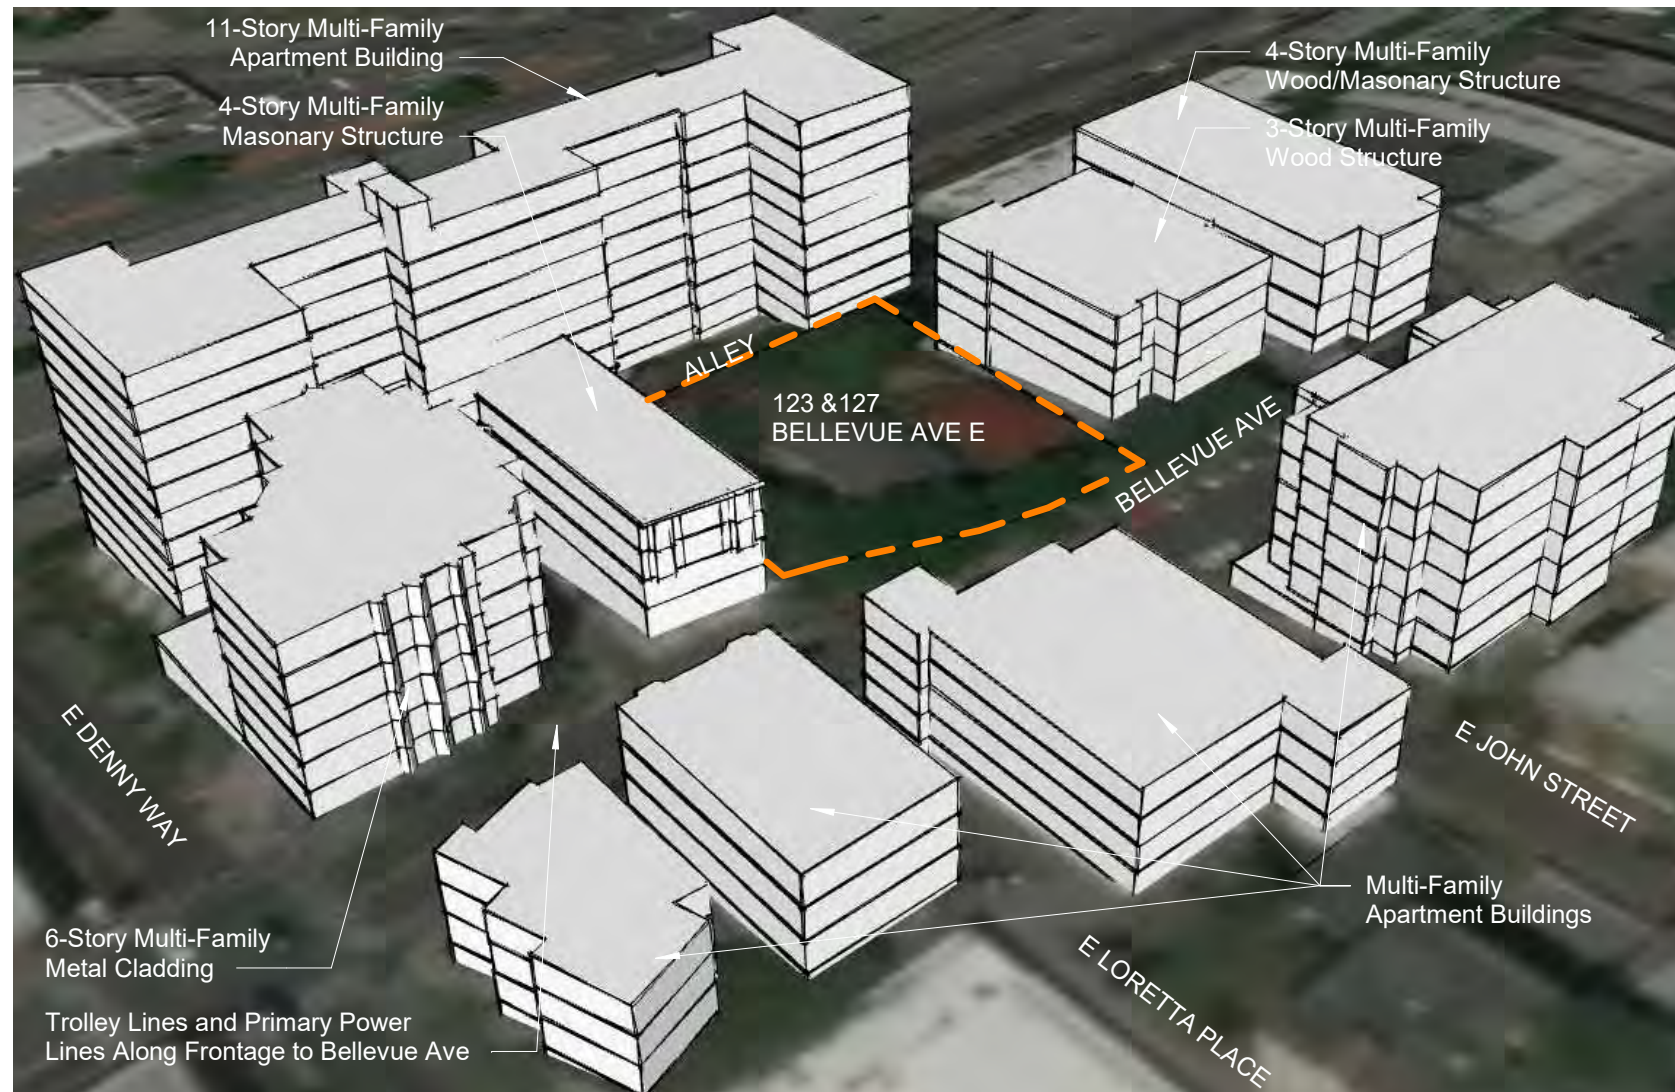 11-Story Multi-Family
Apartment Building
4-Story Multi-Family
Masonary Structure
4-Story Multi-Family
Wood/Masonary Structure
3-Story Multi-Family
Wood Structure
ALLEY
123 &127
BELLEVUE AVE E
BELLEVUE AVE
E DENNY WAY
E JOHN STREET
Multi-Family
Apartment Buildings
E LORETTA PLACE
6-Story Multi-Family
Metal Cladding
Trolley Lines and Primary Power
Lines Along Frontage to Bellevue Ave